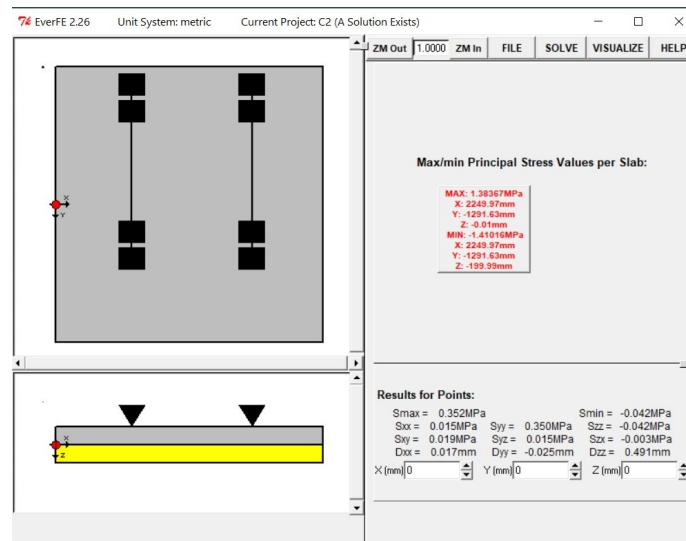 EverFE 2.26 Unit System: metric Current Project: C2 (A Solution Exists)
ZM Out 1.0000 ZM In FILE SOLVE VISUALIZE HELP
X
Y
X
Z
Max/min Principal Stress Values per Slab:
MAX: 1.38367MPa
X: 2249.97mm
Y: -1291.63mm
Z: -0.01mm
MIN: -1.41016MPa
X: 2249.97mm
Y: -1291.63mm
Z: -199.99mm
Results for Points:
Smax = 0.352MPa Smin = -0.042MPa
Sxx = 0.015MPa Syy = 0.350MPa Szz = -0.042MPa
Sxy = 0.019MPa Syz = 0.015MPa Szx = -0.003MPa
Dxx = 0.017mm Dyy = -0.025mm Dzz = 0.491mm
X (mm) 0 Y (mm) 0 Z (mm) 0